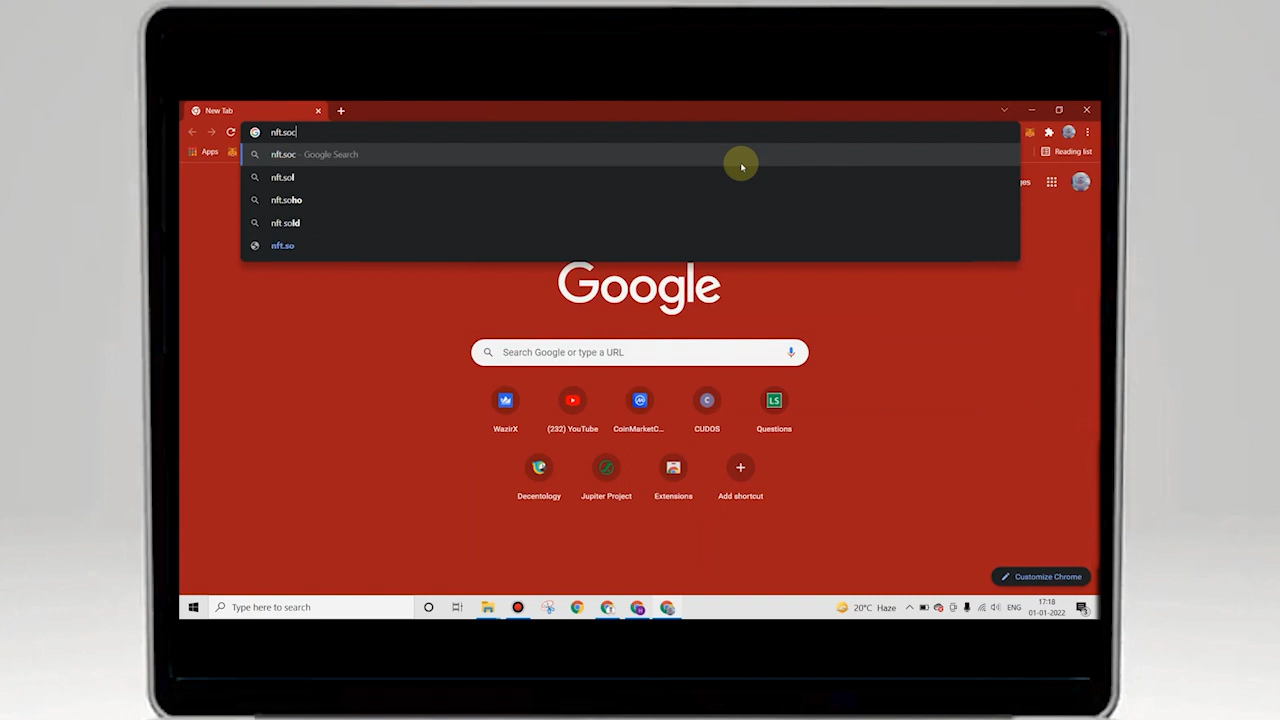 New Tab
nft.soc
Apps
Reading list
nft.soc - Google Search
nft.sol
nft.soho
nft sold
nft.so
ges
Google
Search Google or type a URL
WazirX
(232) YouTube
CoinMarketC...
CUDOS
LS
Questions
Decentology
Jupiter Project
Extensions
Add shortcut
Customize Chrome
Type here to search
20°C Haze
ENG
17:18
01-01-2022